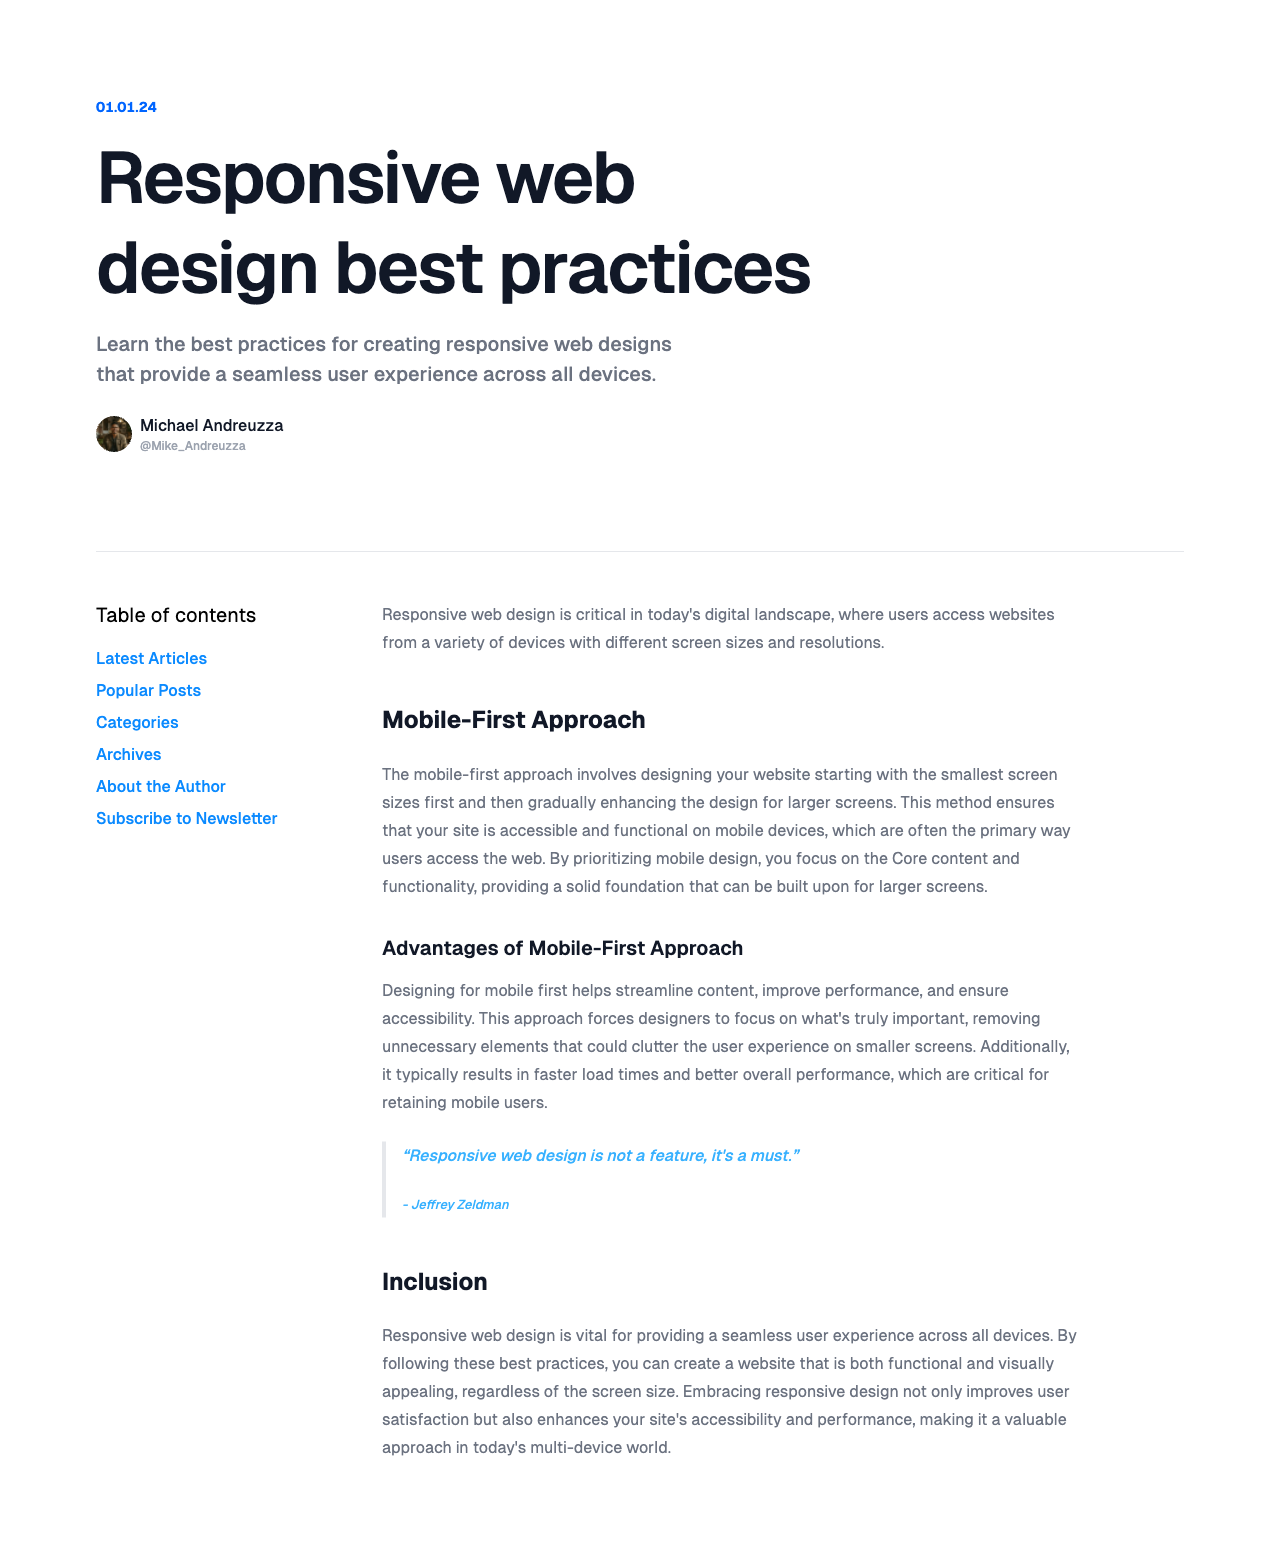 01.01.24
Responsive web
design best practices
Learn the best practices for creating responsive web designs
that provide a seamless user experience across all devices.
Michael Andreuzza
@Mike_Andreuzza
Table of contents
Latest Articles
Popular Posts
Categories
Archives
About the Author
Subscribe to Newsletter
Responsive web design is critical in today's digital landscape, where users access websites
from a variety of devices with different screen sizes and resolutions.
Mobile-First Approach
The mobile-first approach involves designing your website starting with the smallest screen
sizes first and then gradually enhancing the design for larger screens. This method ensures
that your site is accessible and functional on mobile devices, which are often the primary way
users access the web. By prioritizing mobile design, you focus on the Core content and
functionality, providing a solid foundation that can be built upon for larger screens.
Advantages of Mobile-First Approach
Designing for mobile first helps streamline content, improve performance, and ensure
accessibility. This approach forces designers to focus on what's truly important, removing
unnecessary elements that could clutter the user experience on smaller screens. Additionally,
it typically results in faster load times and better overall performance, which are critical for
retaining mobile users.
“Responsive web design is not a feature, it's a must.”
- Jeffrey Zeldman
Inclusion
Responsive web design is vital for providing a seamless user experience across all devices. By
following these best practices, you can create a website that is both functional and visually
appealing, regardless of the screen size. Embracing responsive design not only improves user
satisfaction but also enhances your site's accessibility and performance, making it a valuable
approach in today's multi-device world.